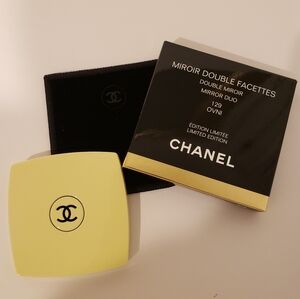 MIROIR DOUBLE FACETTES
DOUBLE MIROIR
MIRROR DUO
129
OVNI
ÉDITION LIMITÉE
LIMITED EDITION
CHANEL